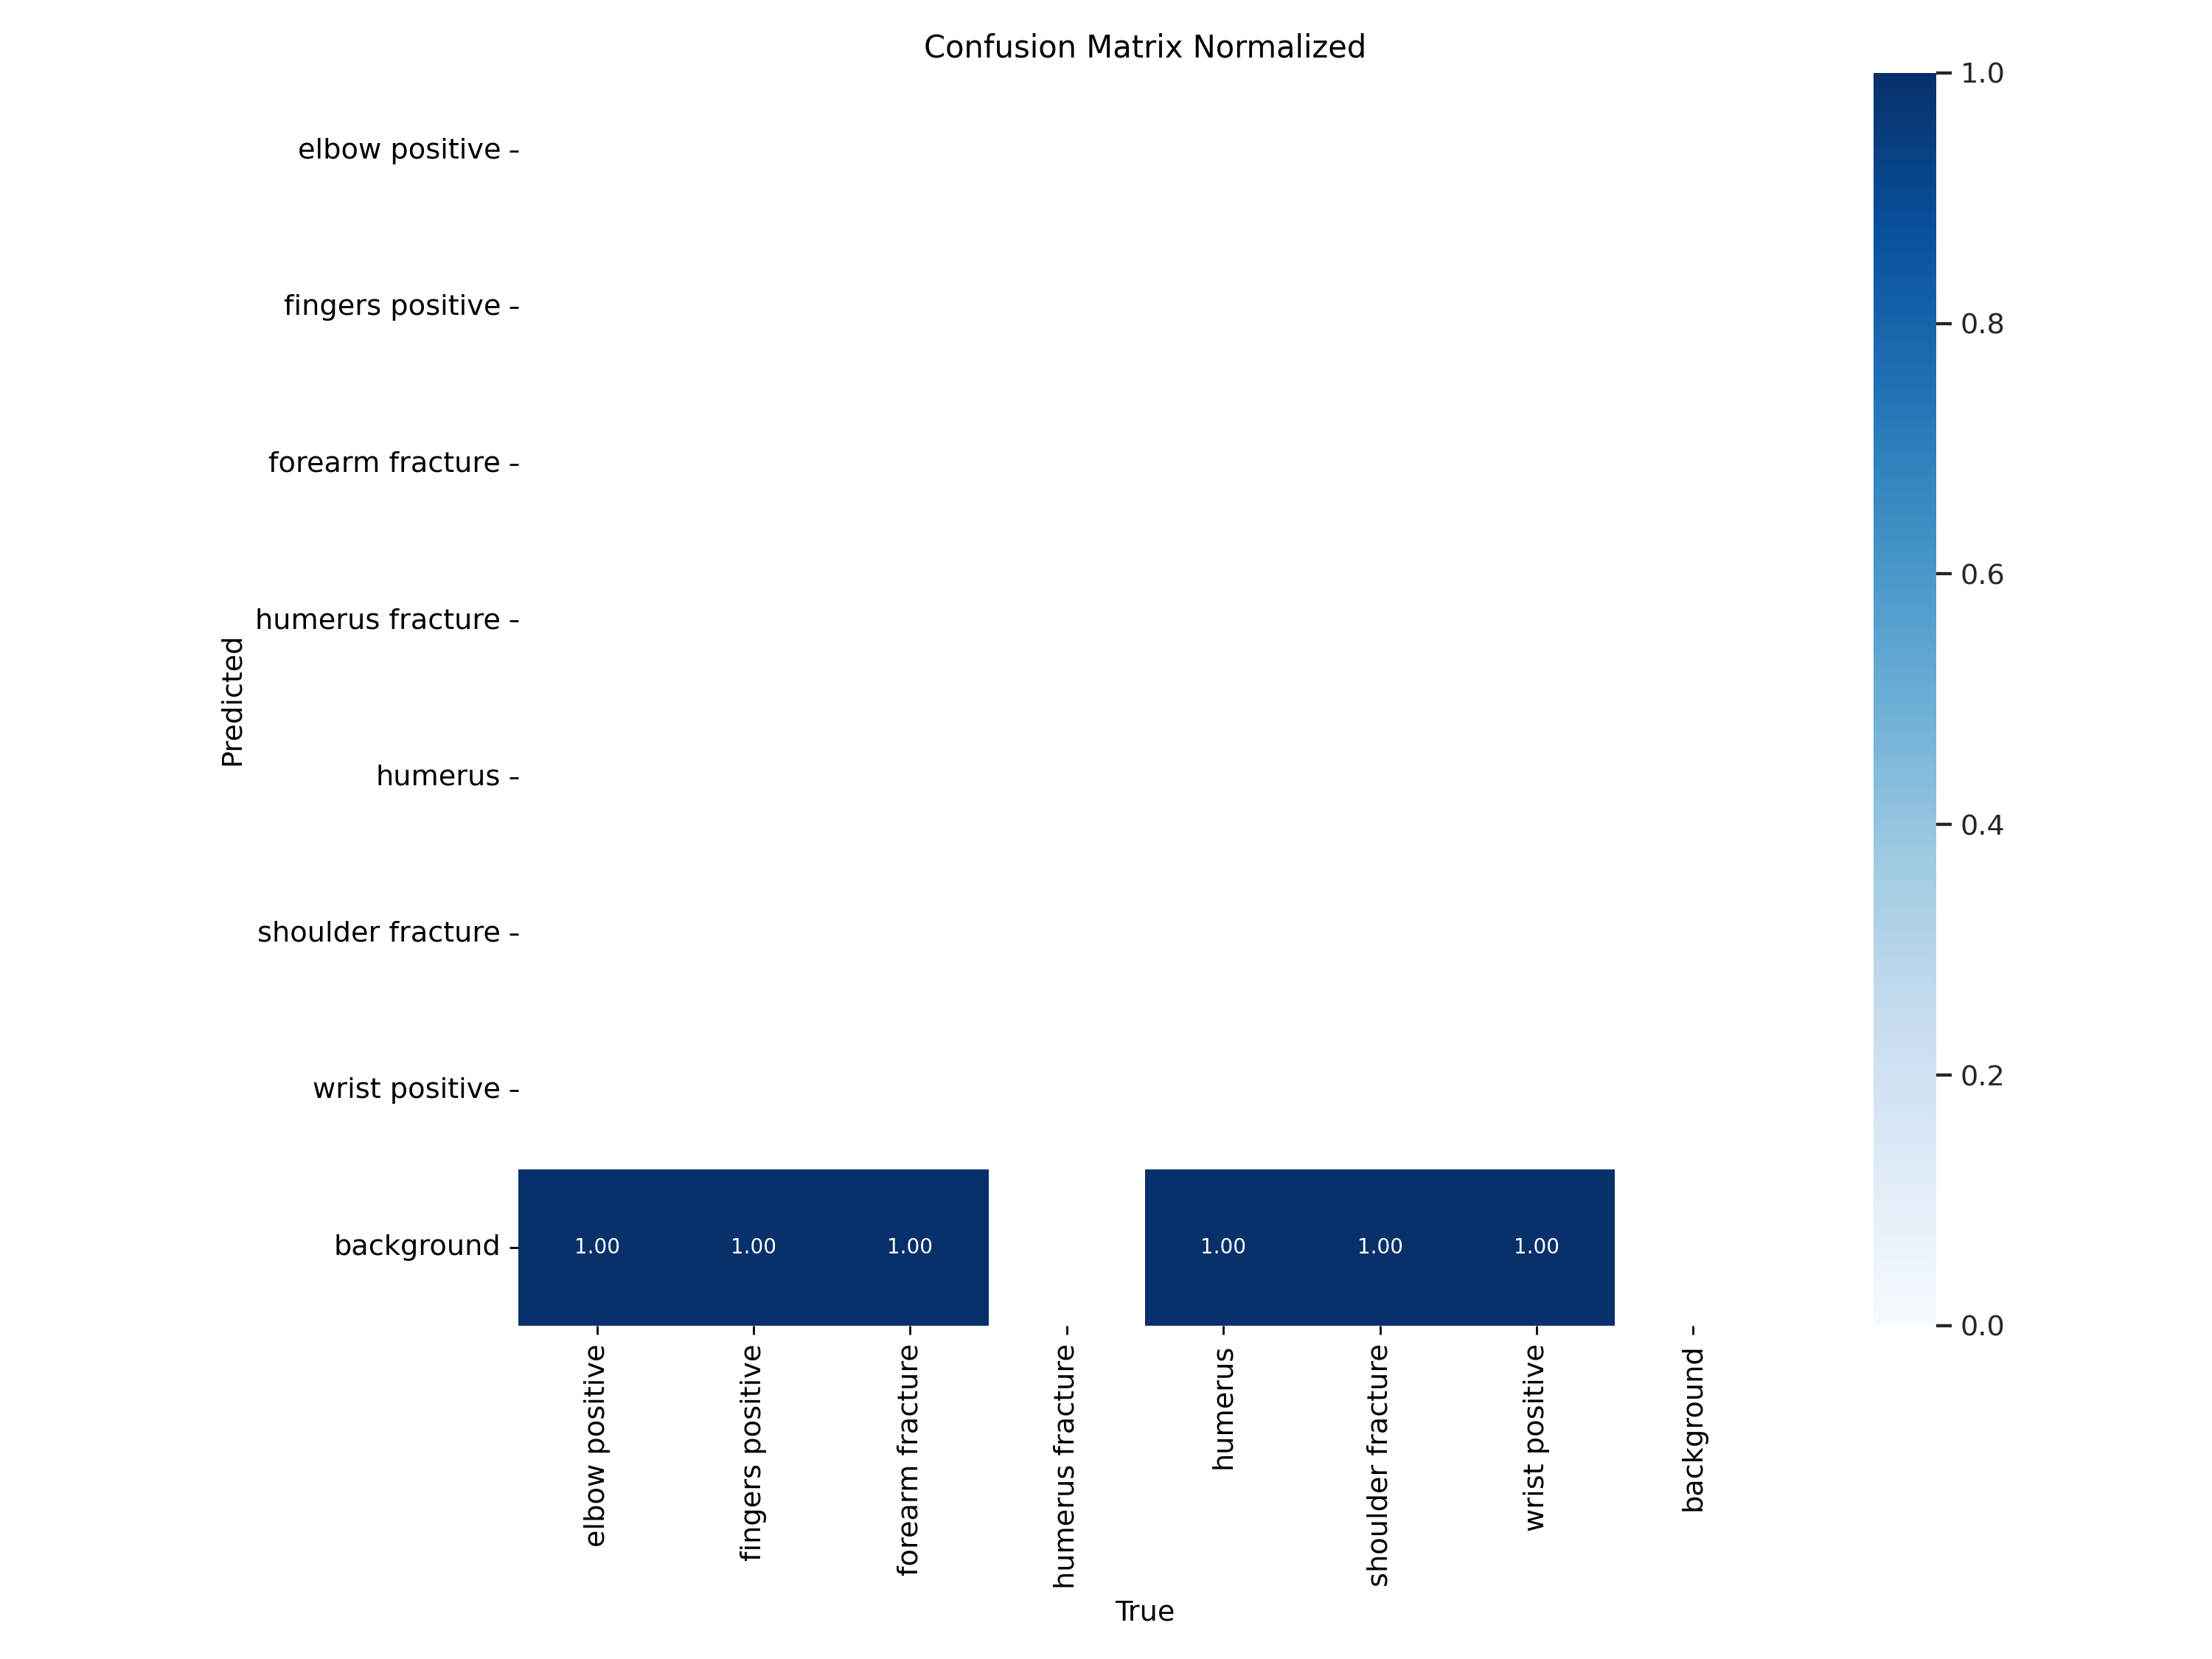 Confusion Matrix Normalized
elbow positive
fingers positive
forearm fracture
humerus fracture
humerus
shoulder fracture
wrist positive
background
Predicted
1.00 1.00 1.00 1.00 1.00 1.00
elbow positive
fingers positive
forearm fracture
humerus fracture
humerus
shoulder fracture
wrist positive
background
True
1.0
0.8
0.6
0.4
0.2
0.0